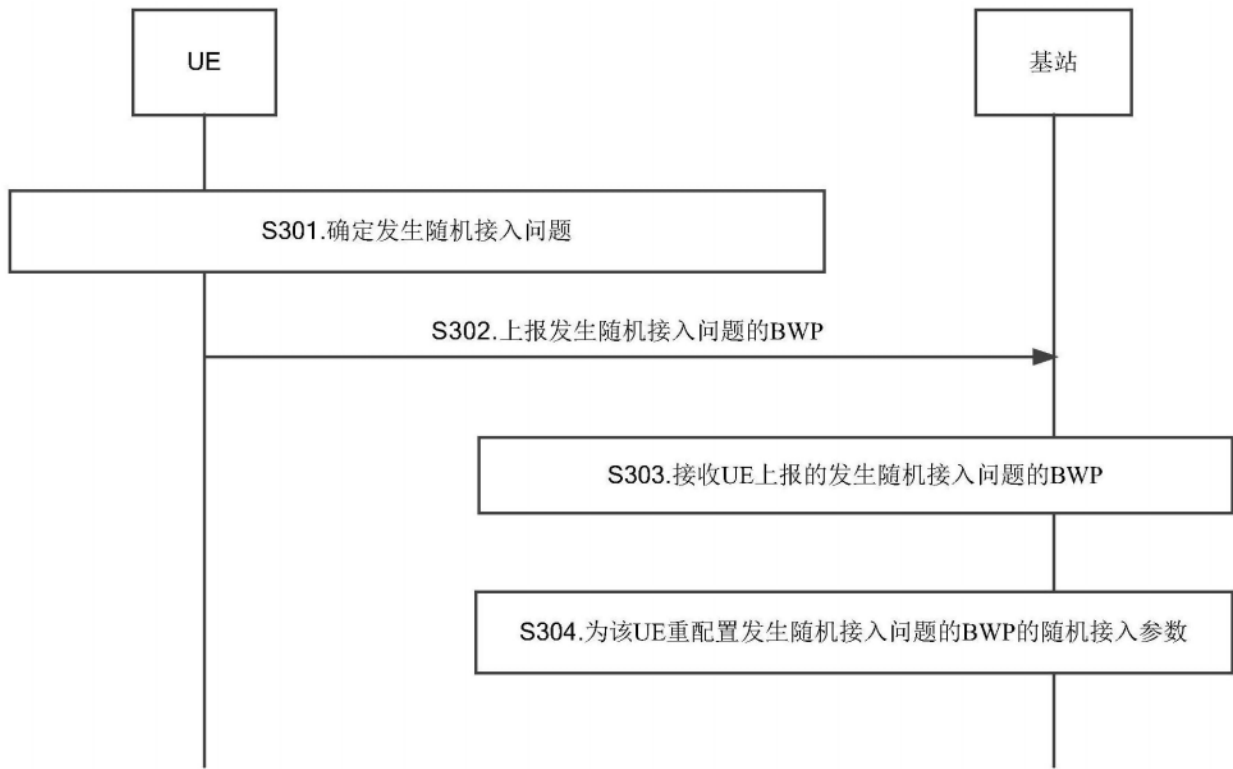 UE
基站
S301.确定发生随机接入问题
S302.上报发生随机接入问题的BWP
S303.接收UE上报的发生随机接入问题的BWP
S304.为该UE重配置发生随机接入问题的BWP的随机接入参数